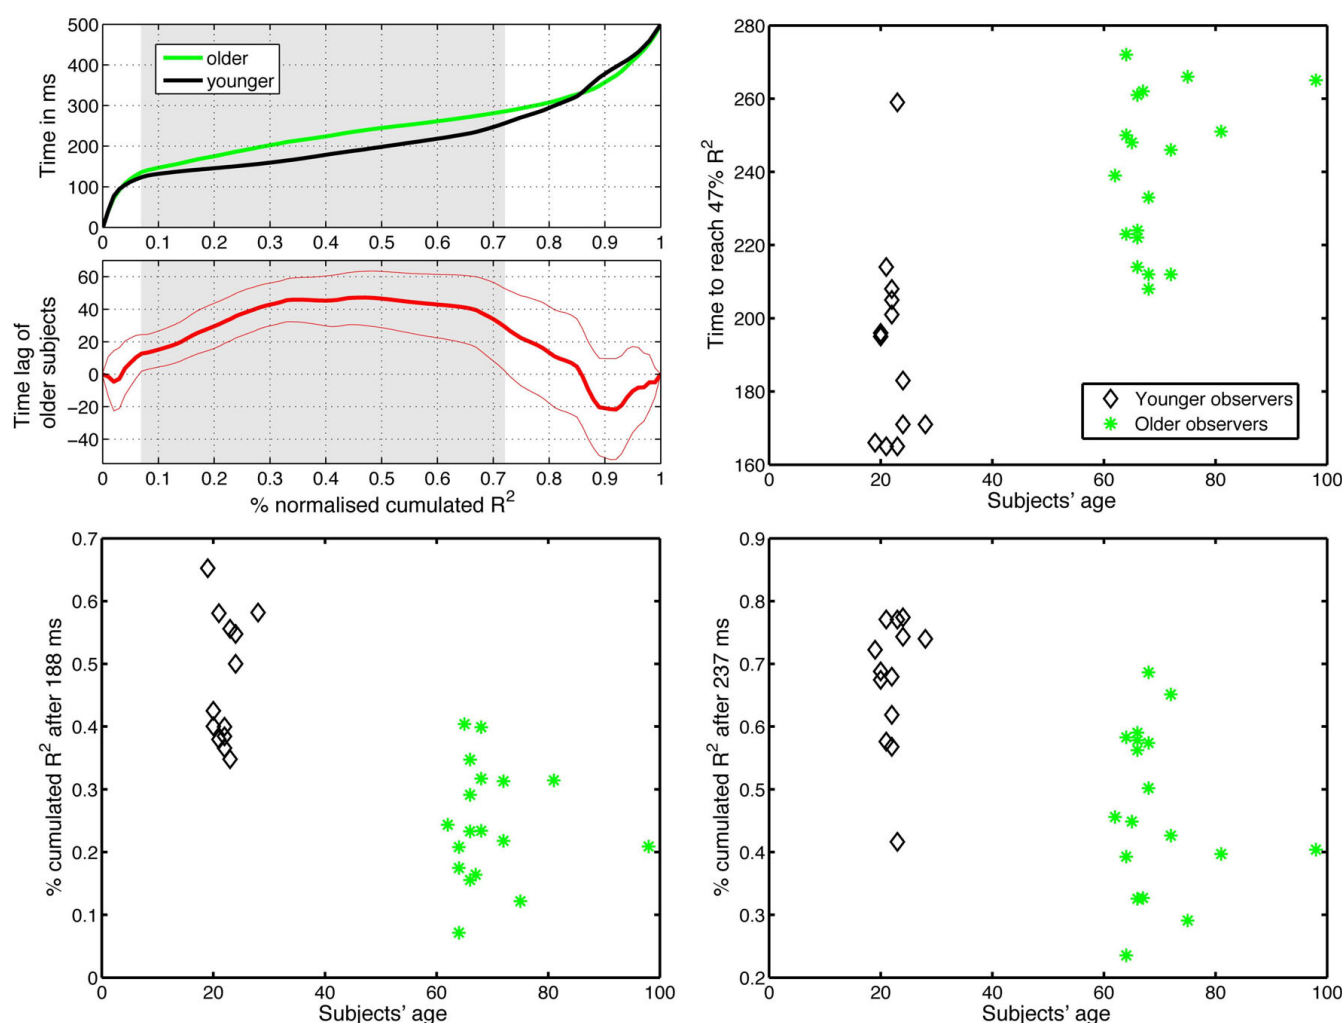 Time in ms
500
400
300
200
100
0
older
younger
0 0.1 0.2 0.3 0.4 0.5 0.6 0.7 0.8 0.9 1
Time lag of
older subjects
60
40
20
0
−20
−40
0 0.1 0.2 0.3 0.4 0.5 0.6 0.7 0.8 0.9 1
% normalised cumulated R²
Time to reach 47% R²
280
260
240
220
200
180
160
Younger observers
Older observers
0 20 40 60 80 100
Subjects' age
% cumulated R² after 188 ms
0.7
0.6
0.5
0.4
0.3
0.2
0.1
0
0 20 40 60 80 100
Subjects' age
% cumulated R² after 237 ms
0.9
0.8
0.7
0.6
0.5
0.4
0.3
0.2
0 20 40 60 80 100
Subjects' age